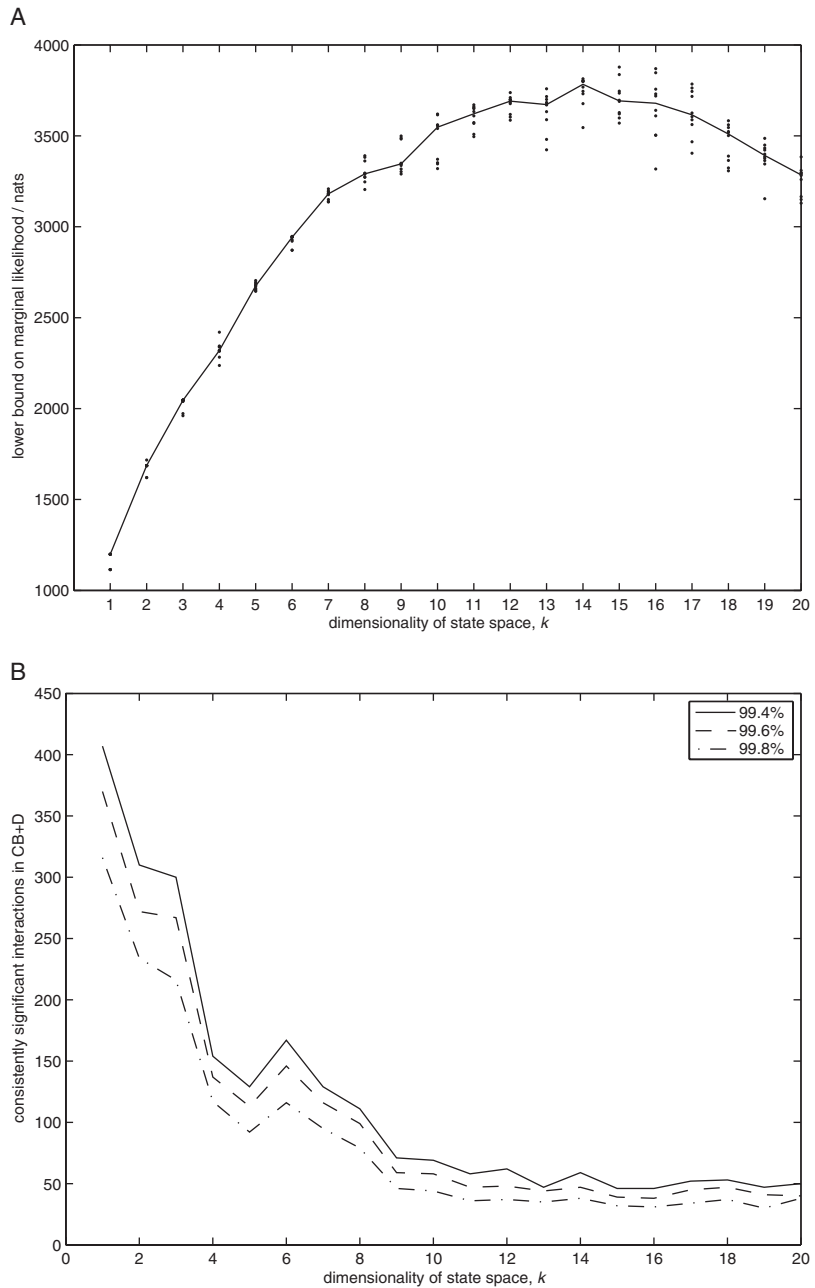 A
4000
3500
3000
2500
2000
1500
1000
lower bound on marginal likelihood / nats
1 2 3 4 5 6 7 8 9 10 11 12 13 14 15 16 17 18 19 20
dimensionality of state space, k
B
450
400
350
300
250
200
150
100
50
0
consistently significant interactions in CB+D
99.4%
99.6%
99.8%
0 2 4 6 8 10 12 14 16 18 20
dimensionality of state space, k